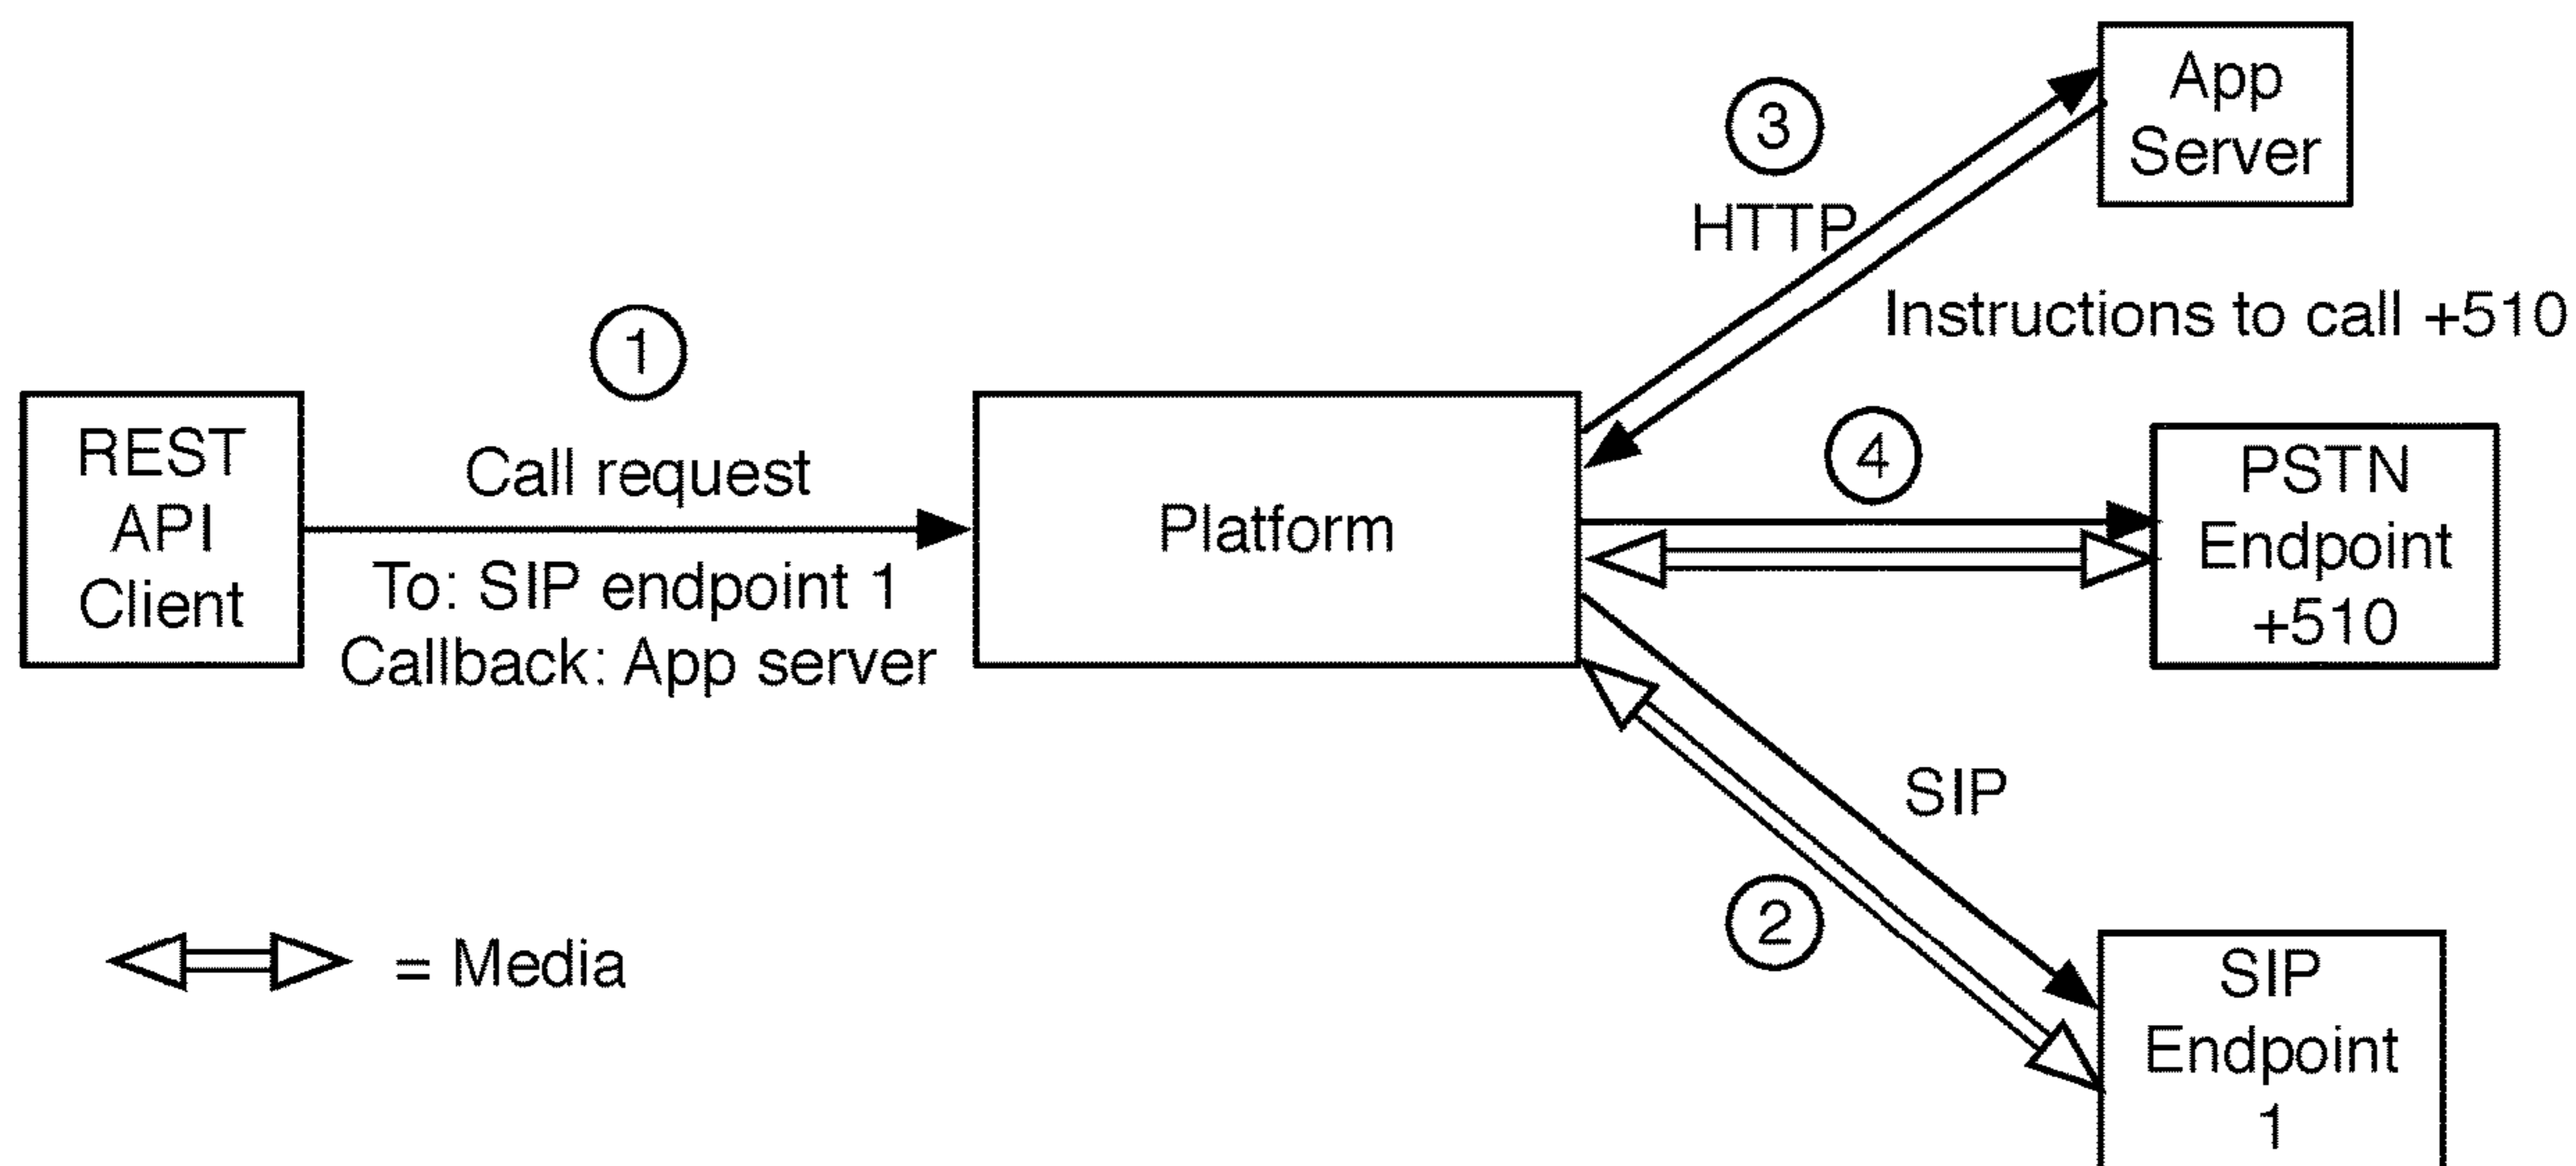 App
Server
3
HTTP
Instructions to call +510
1
REST
API
Client
Call request
To: SIP endpoint 1
Callback: App server
Platform
4
PSTN
Endpoint
+510
SIP
2
= Media
SIP
Endpoint
1